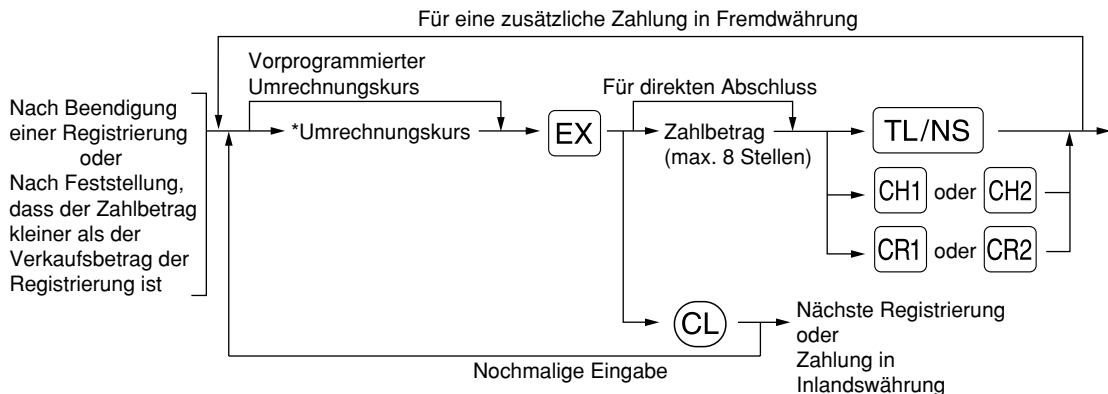 Für eine zusätzliche Zahlung in Fremdwährung
Vorprogrammierter
Umrechnungskurs
Für direkten Abschluss
Nach Beendigung
einer Registrierung
oder
Nach Feststellung,
dass der Zahlbetrag
kleiner als der
Verkaufsbetrag der
Registrierung ist
*Umrechnungskurs
EX
Zahlbetrag
(max. 8 Stellen)
TL/NS
CH1 oder CH2
CR1 oder CR2
CL
Nächste Registrierung
oder
Zahlung in
Inlandswährung
Nochmalige Eingabe